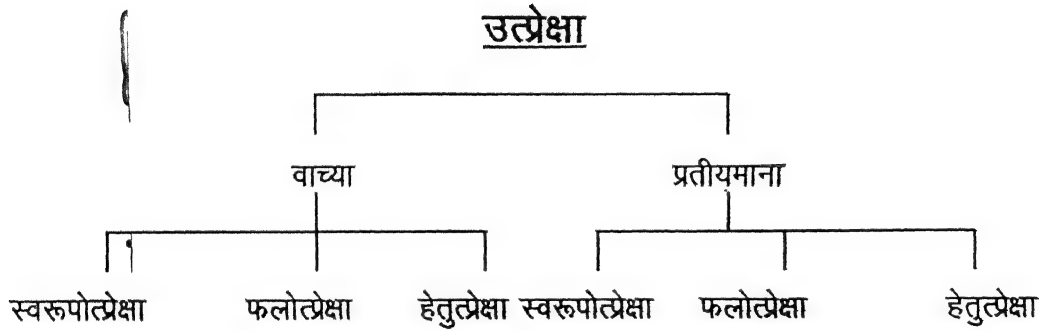 उत्प्रेक्षा
वाच्या प्रतीयमाना
स्वरूपोत्प्रेक्षा फलोत्प्रेक्षा हेतुत्प्रेक्षा स्वरूपोत्प्रेक्षा फलोत्प्रेक्षा हेतुत्प्रेक्षा